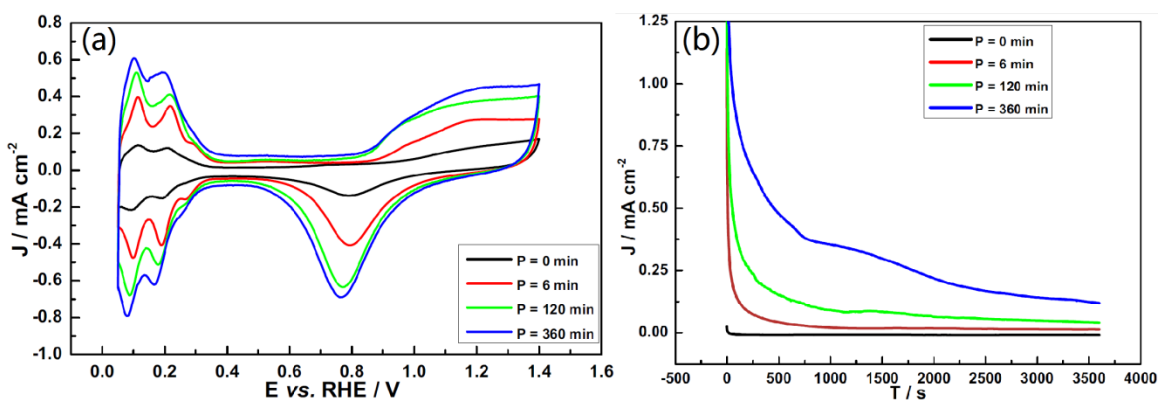 (a)
0.8
0.6
0.4
0.2
0.0
-0.2
-0.4
-0.6
-0.8
-1.0
J / mA cm-2
0.0 0.2 0.4 0.6 0.8 1.0 1.2 1.4 1.6
E vs. RHE / V
P = 0 min
P = 6 min
P = 120 min
P = 360 min
(b)
1.25
1.00
0.75
0.50
0.25
0.00
J / mA cm-2
-500 0 500 1000 1500 2000 2500 3000 3500 4000
T / s
P = 0 min
P = 6 min
P = 120 min
P = 360 min